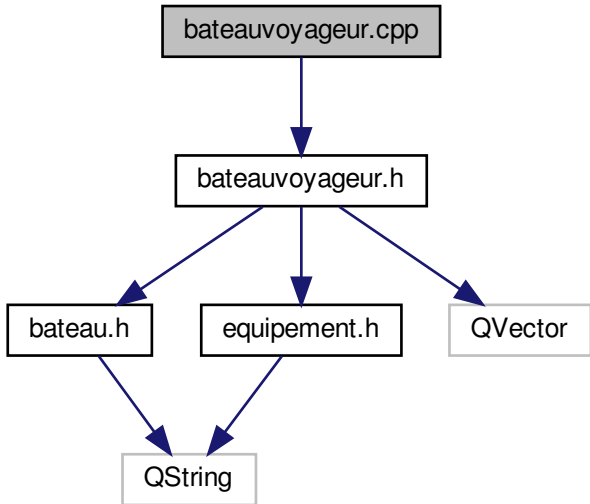 bateauvoyageur.cpp
bateauvoyageur.h
bateau.h
equipement.h
QVector
QString